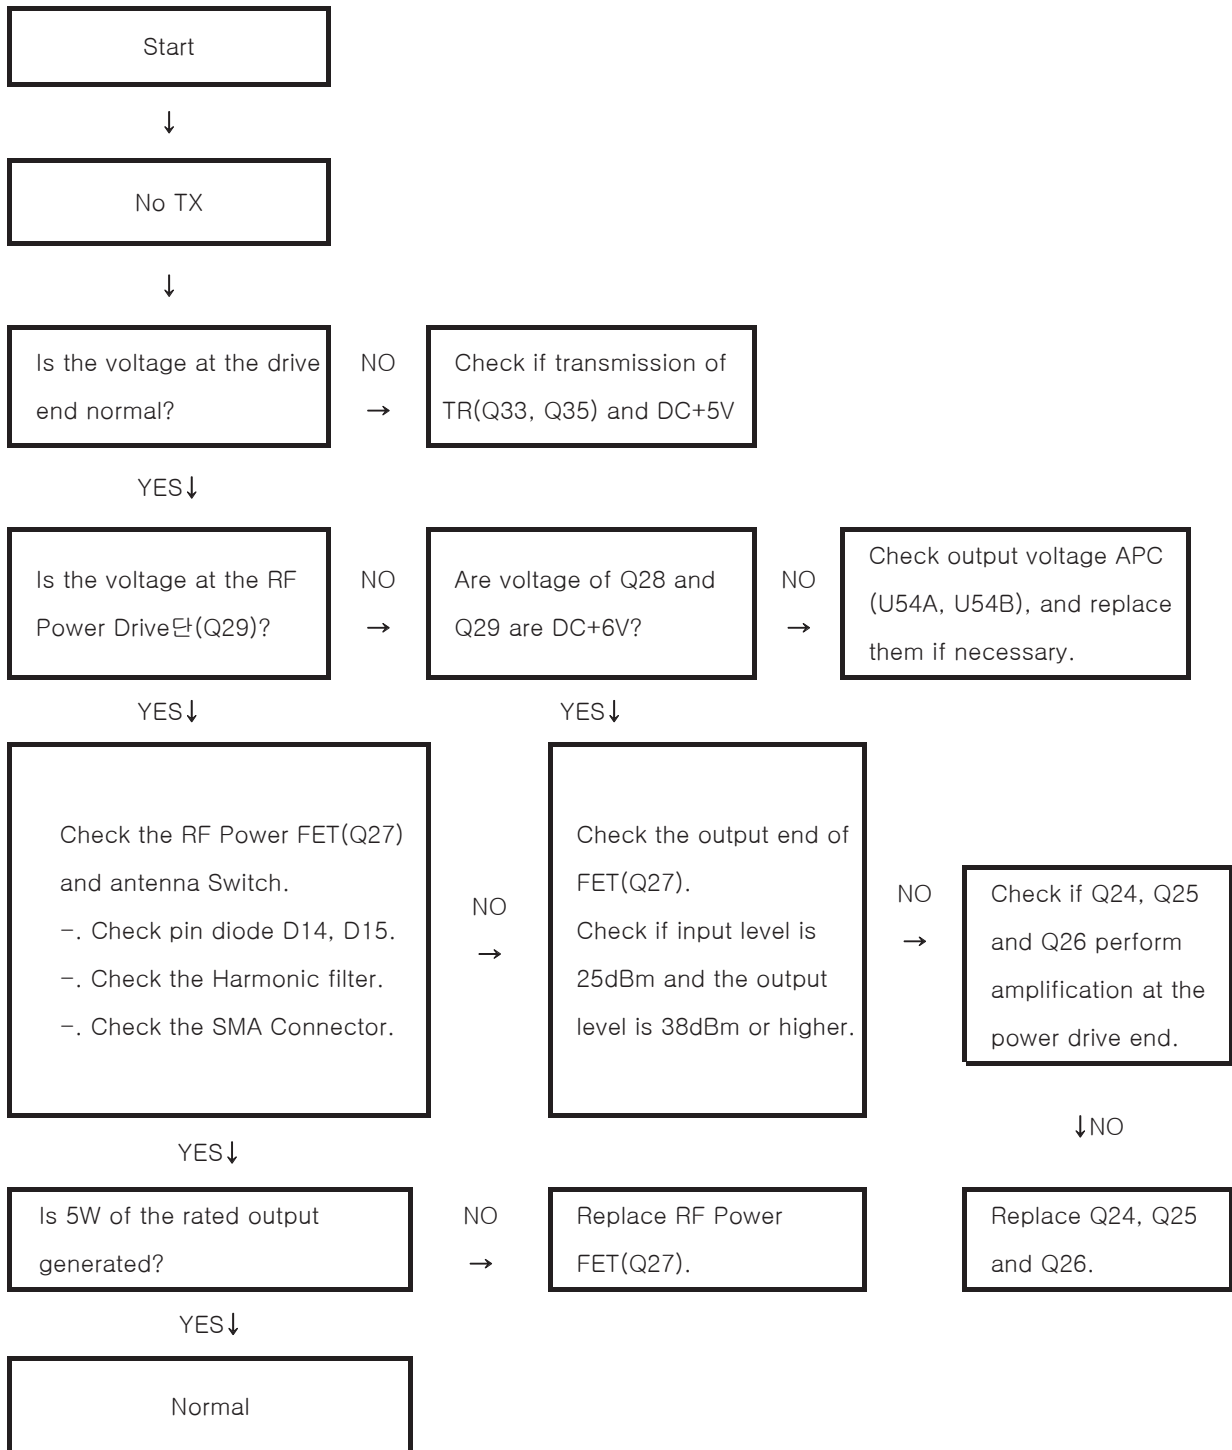 Start
↓
No TX
↓
Is the voltage at the drive
end normal?
NO
→
Check if transmission of
TR(Q33, Q35) and DC+5V
YES↓
Is the voltage at the RF
Power Drive단(Q29)?
NO
→
Are voltage of Q28 and
Q29 are DC+6V?
NO
→
Check output voltage APC
(U54A, U54B), and replace
them if necessary.
YES↓
YES↓
Check the RF Power FET(Q27)
and antenna Switch.
-. Check pin diode D14, D15.
-. Check the Harmonic filter.
-. Check the SMA Connector.
NO
→
Check the output end of
FET(Q27).
Check if input level is
25dBm and the output
level is 38dBm or higher.
NO
→
Check if Q24, Q25
and Q26 perform
amplification at the
power drive end.
YES↓
↓NO
Is 5W of the rated output
generated?
NO
→
Replace RF Power
FET(Q27).
Replace Q24, Q25
and Q26.
YES↓
Normal